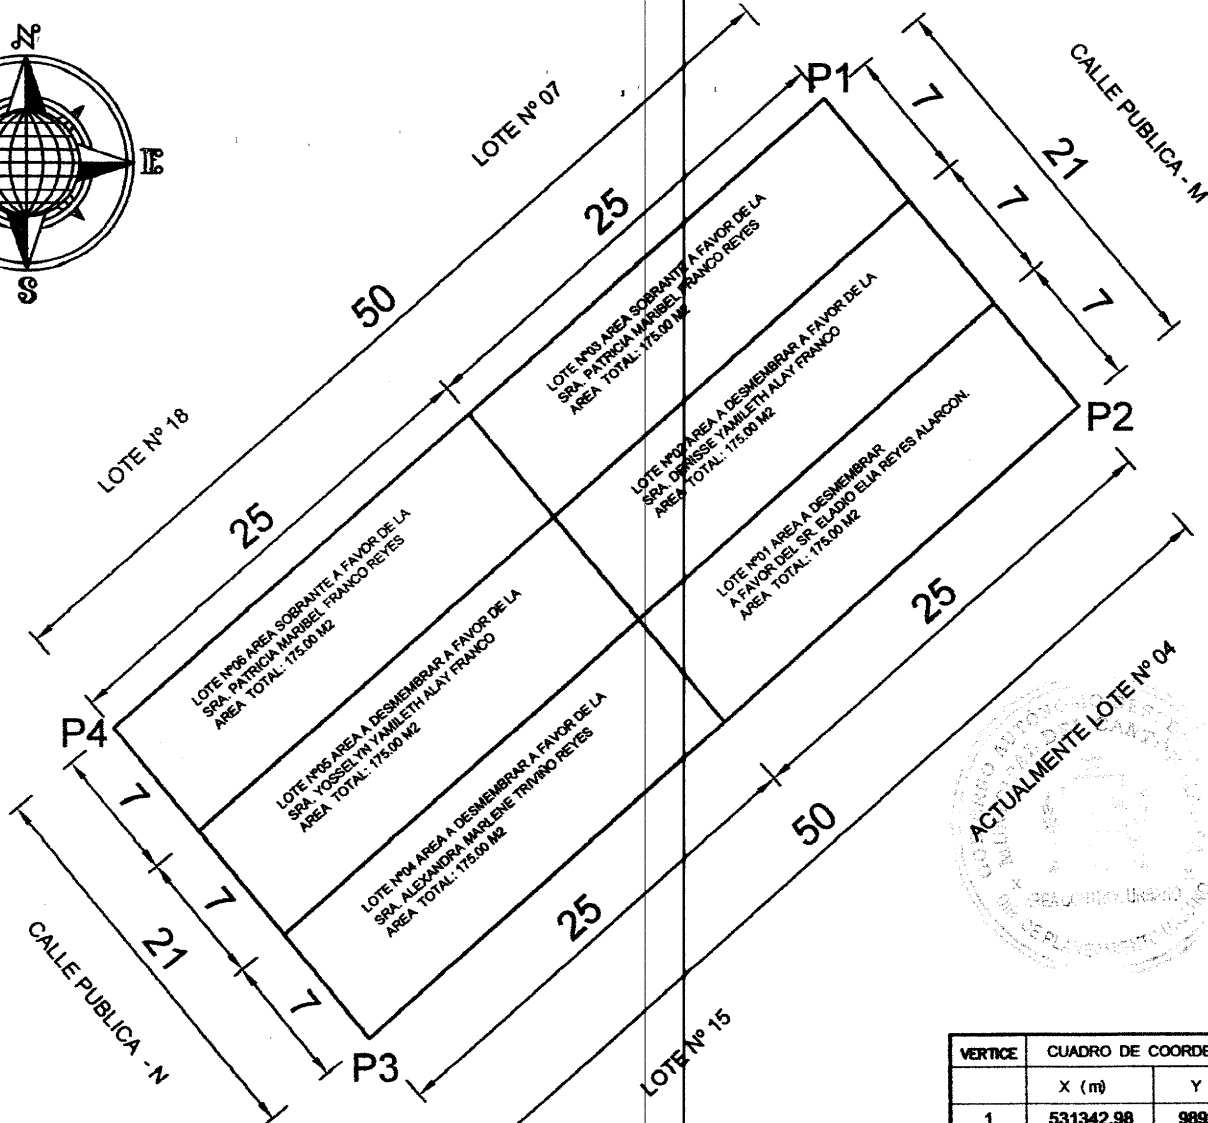 N
E
S
P1
CALLE PUBLICA - M
LOTE Nº 07
7
21
7
7
25
50
LOTE Nº03 AREA SOBRANTE A FAVOR DE LA
SRA. PATRICIA MARIBEL FRANCO REYES
AREA TOTAL: 175.00 M2
LOTE Nº02 AREA A DESMEMBRAR A FAVOR DE LA
SRA. DENISSE YAMILETH ALAY FRANCO
AREA TOTAL: 175.00 M2
P2
LOTE Nº01 AREA A DESMEMBRAR
A FAVOR DEL SR. ELADIO ELIA REYES ALARCON.
AREA TOTAL: 175.00 M2
LOTE Nº 18
25
LOTE Nº06 AREA SOBRANTE A FAVOR DE LA
SRA. PATRICIA MARIBEL FRANCO REYES
AREA TOTAL: 175.00 M2
25
ACTUALMENTE LOTE Nº 04
P4
LOTE Nº05 AREA A DESMEMBRAR A FAVOR DE LA
SRA. YOSSELYN YAMILETH ALAY FRANCO
AREA TOTAL: 175.00 M2
LOTE Nº04 AREA A DESMEMBRAR A FAVOR DE LA
SRA. ALEXANDRA MARLENE TRIVIÑO REYES
AREA TOTAL: 175.00 M2
7
50
7
25
21
CALLE PUBLICA - N
7
P3
LOTE Nº 15
VERTICE CUADRO DE COORDE
X (m) Y
1 531342.98 989